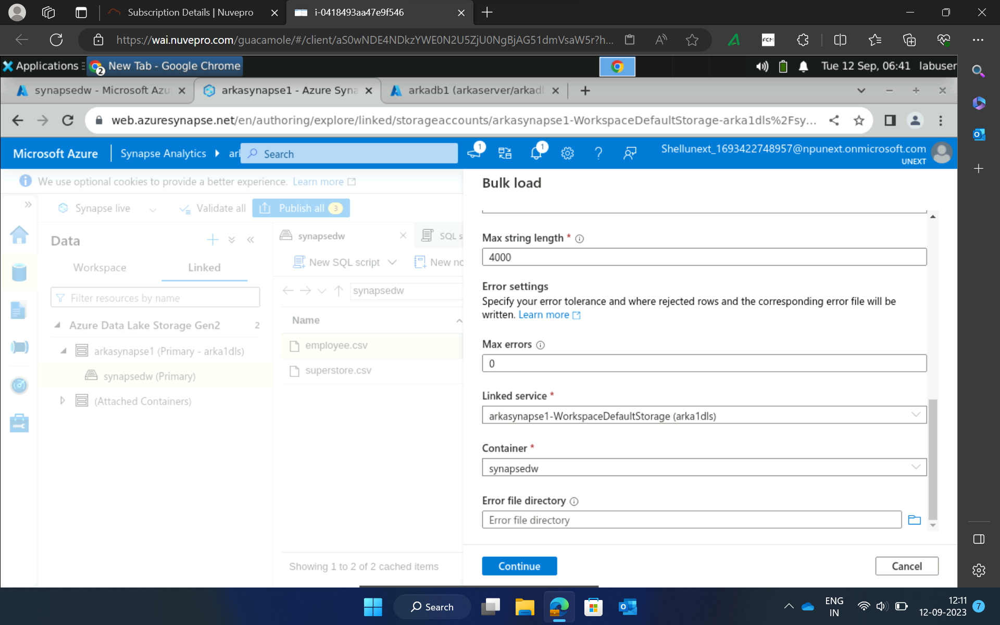 Subscription Details | Nuvepro
i-0418493aa47e9f546
https://wai.nuvepro.com/guacamole/#/client/aS0wNDE4NDkzYWE0N2U5ZjU0NgBjAG51dmVsaW5r?h...
FCM
Applications
2
New Tab - Google Chrome
Tue 12 Sep, 06:41
labuser
synapsedw - Microsoft Azu
arkasynapse1 - Azure Syna
arkadb1 (arkaserver/arkadb
web.azuresynapse.net/en/authoring/explore/linked/storageaccounts/arkasynapse1-WorkspaceDefaultStorage-arka1dls%2Fsy...
Microsoft Azure
Synapse Analytics
ark
Search
1
1
Shellunext_1693422748957@npunext.onmicrosoft.com
UNEXT
We use optional cookies to provide a better experience. Learn more
Synapse live
Validate all
Publish all 3
Data
Workspace
Linked
Filter resources by name
Azure Data Lake Storage Gen2 2
arkasynapse1 (Primary - arka1dls)
synapsedw (Primary)
(Attached Containers)
synapsedw
SQL s
New SQL script
New no
synapsedw
Name
employee.csv
superstore.csv
Showing 1 to 2 of 2 cached items
Bulk load
Max string length *
4000
Error settings
Specify your error tolerance and where rejected rows and the corresponding error file will be
written. Learn more
Max errors
0
Linked service *
arkasynapse1-WorkspaceDefaultStorage (arka1dls)
Container *
synapsedw
Error file directory
Error file directory
Continue
Cancel
Search
ENG
IN
12:11
12-09-2023
7